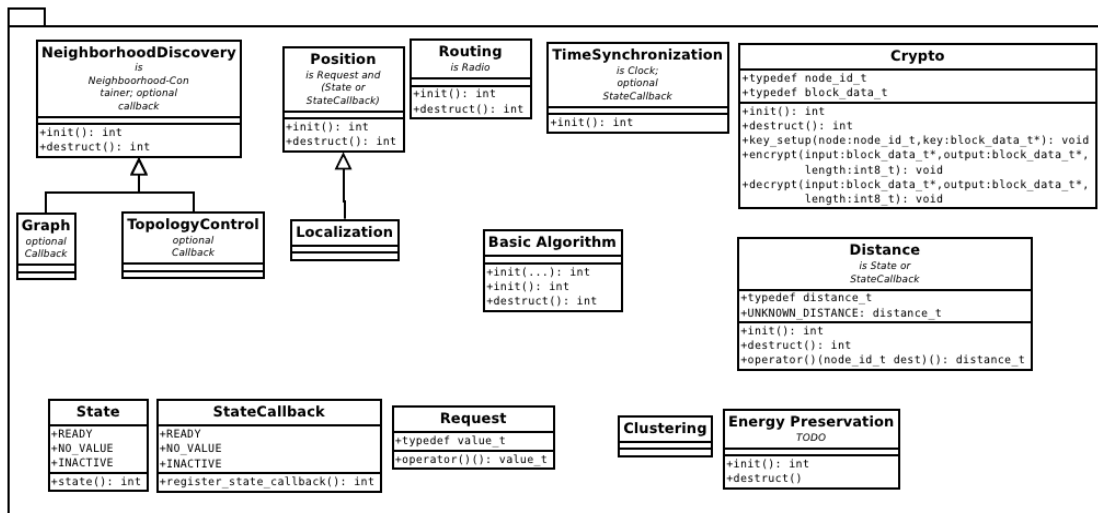 NeighborhoodDiscovery
is
Neighboorhood-Con
tainer; optional
callback
+init(): int
+destruct(): int
Position
is Request and
(State or
StateCallback)
+init(): int
+destruct(): int
Routing
is Radio
+init(): int
+destruct(): int
TimeSynchronization
is Clock;
optional
StateCallback
+init(): int
Crypto
+typedef node_id_t
+typedef block_data_t
+init(): int
+destruct(): int
+key_setup(node:node_id_t,key:block_data_t*): void
+encrypt(input:block_data_t*,output:block_data_t*,
length:int8_t): void
+decrypt(input:block_data_t*,output:block_data_t*,
length:int8_t): void
Graph
optional
Callback
TopologyControl
optional
Callback
Localization
Basic Algorithm
+init(...): int
+init(): int
+destruct(): int
Distance
is State or
StateCallback
+typedef distance_t
+UNKNOWN_DISTANCE: distance_t
+init(): int
+destruct(): int
+operator()(node_id_t dest)(): distance_t
State
+READY
+NO_VALUE
+INACTIVE
+state(): int
StateCallback
+READY
+NO_VALUE
+INACTIVE
+register_state_callback(): int
Request
+typedef value_t
+operator()(): value_t
Clustering
Energy Preservation
TODO
+init(): int
+destruct()